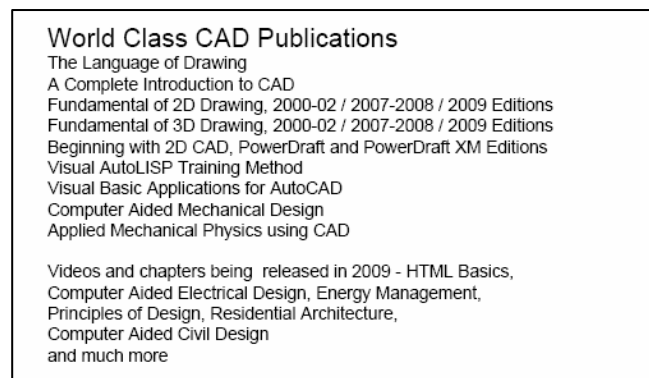 World Class CAD Publications
The Language of Drawing
A Complete Introduction to CAD
Fundamental of 2D Drawing, 2000-02 / 2007-2008 / 2009 Editions
Fundamental of 3D Drawing, 2000-02 / 2007-2008 / 2009 Editions
Beginning with 2D CAD, PowerDraft and PowerDraft XM Editions
Visual AutoLISP Training Method
Visual Basic Applications for AutoCAD
Computer Aided Mechanical Design
Applied Mechanical Physics using CAD
Videos and chapters being released in 2009 - HTML Basics,
Computer Aided Electrical Design, Energy Management,
Principles of Design, Residential Architecture,
Computer Aided Civil Design
and much more